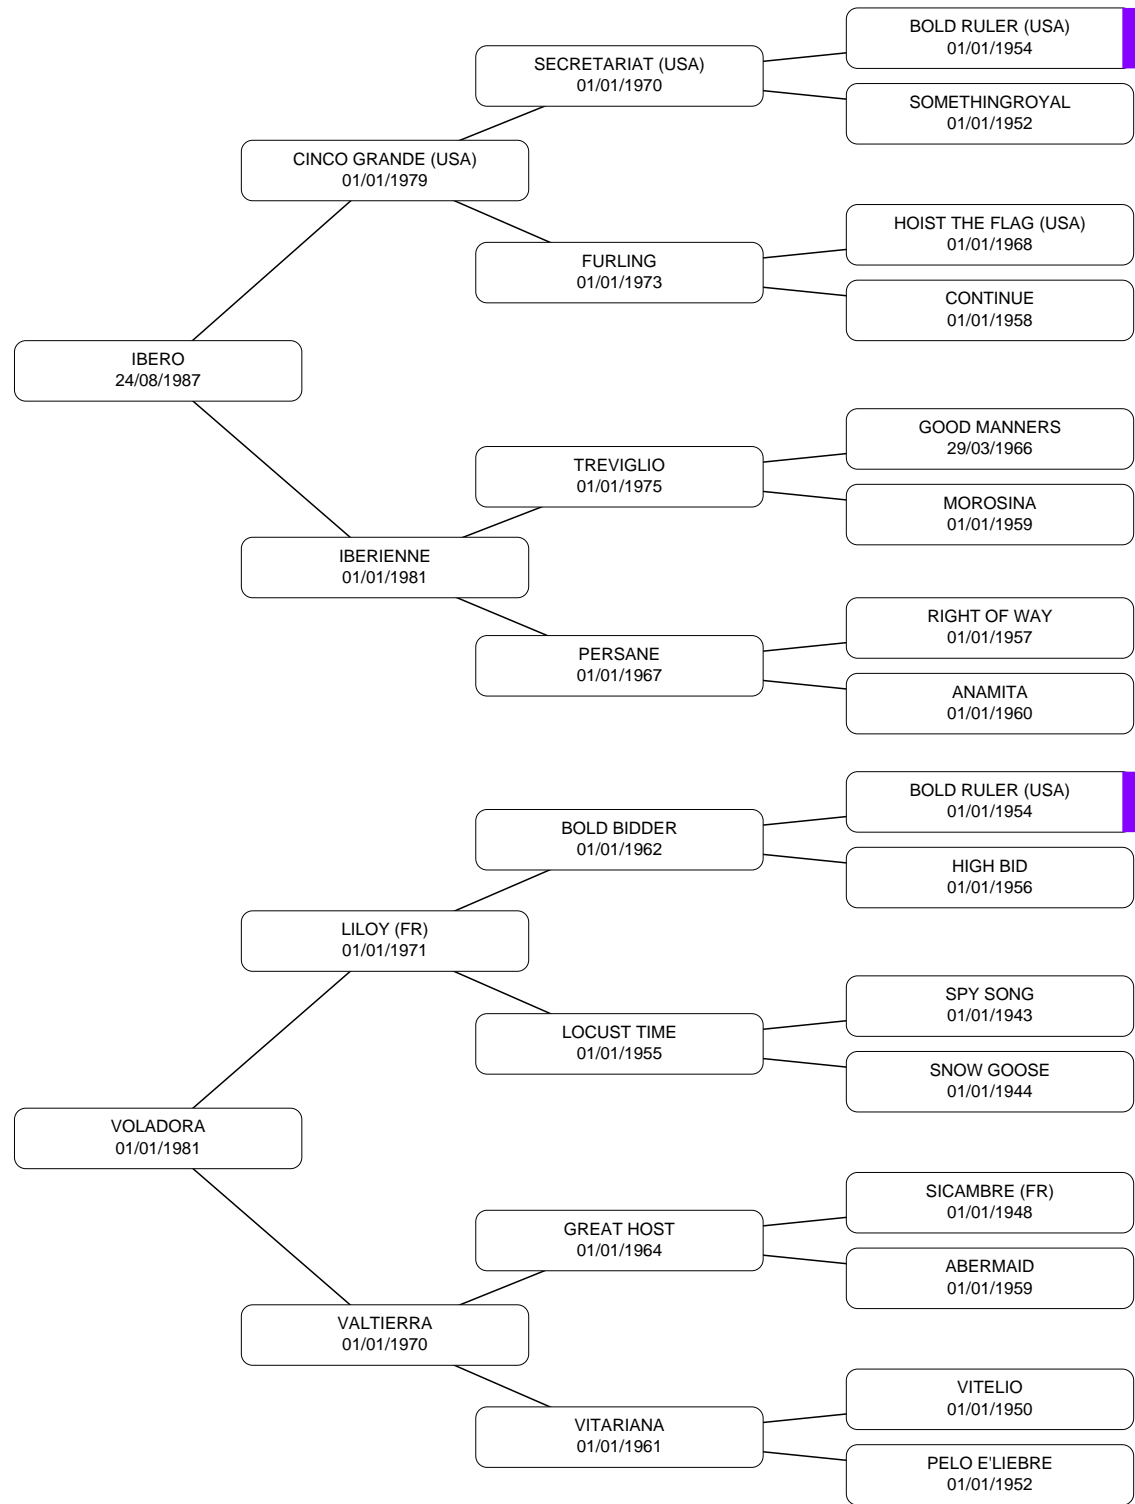 BOLD RULER (USA)
01/01/1954
SECRETARIAT (USA)
01/01/1970
SOMETHINGROYAL
01/01/1952
CINCO GRANDE (USA)
01/01/1979
HOIST THE FLAG (USA)
01/01/1968
FURLING
01/01/1973
CONTINUE
01/01/1958
IBERO
24/08/1987
GOOD MANNERS
29/03/1966
TREVIGLIO
01/01/1975
MOROSINA
01/01/1959
IBERIENNE
01/01/1981
RIGHT OF WAY
01/01/1957
PERSANE
01/01/1967
ANAMITA
01/01/1960
BOLD RULER (USA)
01/01/1954
BOLD BIDDER
01/01/1962
HIGH BID
01/01/1956
LILOY (FR)
01/01/1971
SPY SONG
01/01/1943
LOCUST TIME
01/01/1955
SNOW GOOSE
01/01/1944
VOLADORA
01/01/1981
SICAMBRE (FR)
01/01/1948
GREAT HOST
01/01/1964
ABERMAID
01/01/1959
VALTIERRA
01/01/1970
VITELIO
01/01/1950
VITARIANA
01/01/1961
PELO E'LIEBRE
01/01/1952